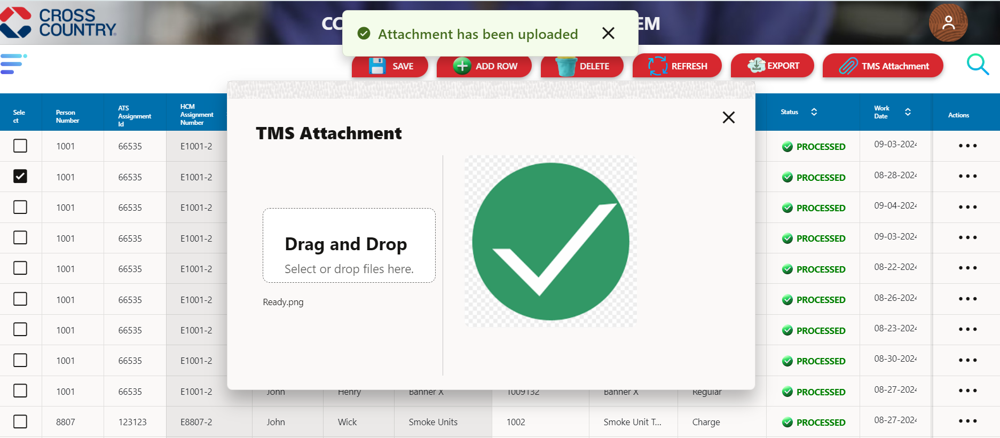 CROSS
COUNTRY
Attachment has been uploaded
EM
SAVE
ADD ROW
DELETE
REFRESH
EXPORT
TMS Attachment
Sele
ct
Person
Number
ATS
Assignment
Id
HCM
Assignment
Number
Status
Work
Date
Actions
TMS Attachment
Drag and Drop
Select or drop files here.
Ready.png
1001 66535 E1001-2 PROCESSED 09-03-2024
1001 66535 E1001-2 PROCESSED 08-28-2024
1001 66535 E1001-2 PROCESSED 09-04-2024
1001 66535 E1001-2 PROCESSED 09-03-2024
1001 66535 E1001-2 PROCESSED 08-22-2024
1001 66535 E1001-2 PROCESSED 08-26-2024
1001 66535 E1001-2 PROCESSED 08-23-2024
1001 66535 E1001-2 PROCESSED 08-30-2024
1001 66535 E1001-2 John Henry Banner X 1009132 Banner X Regular PROCESSED 08-27-2024
8807 123123 E8807-2 John Wick Smoke Units 1002 Smoke Unit T... Charge PROCESSED 08-27-2024